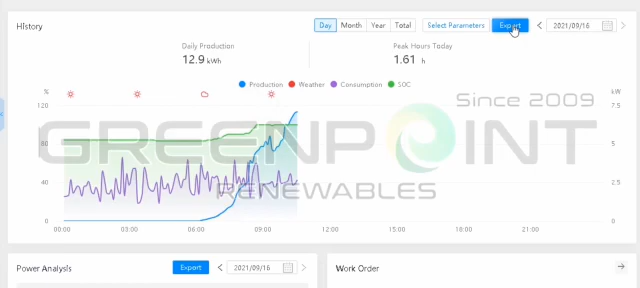 History
Day Month Year Total Select Parameters Export 2021/09/16
Daily Production
12.9 kWh
Peak Hours Today
1.61 h
Production Weather Consumption SOC
% kW
120 7.5
80 5
40 2.5
0 0
00:00 03:00 06:00 09:00 12:00 15:00 18:00 21:00
Since 2009
GREENPOINT
RENEWABLES
Power Analysis Export 2021/09/16
Work Order